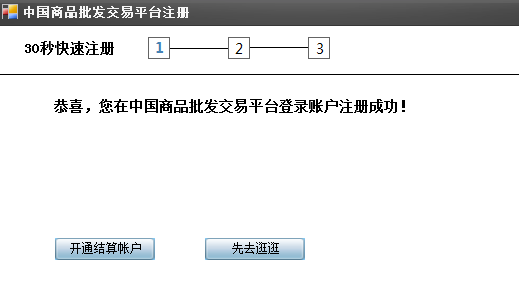 中国商品批发交易平台注册
30秒快速注册 1 2 3
恭喜，您在中国商品批发交易平台登录账户注册成功！
开通结算帐户 先去逛逛